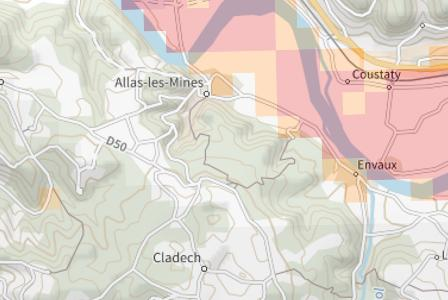 Coustaty
Allas-les-Mines
D50
Envaux
Cladech